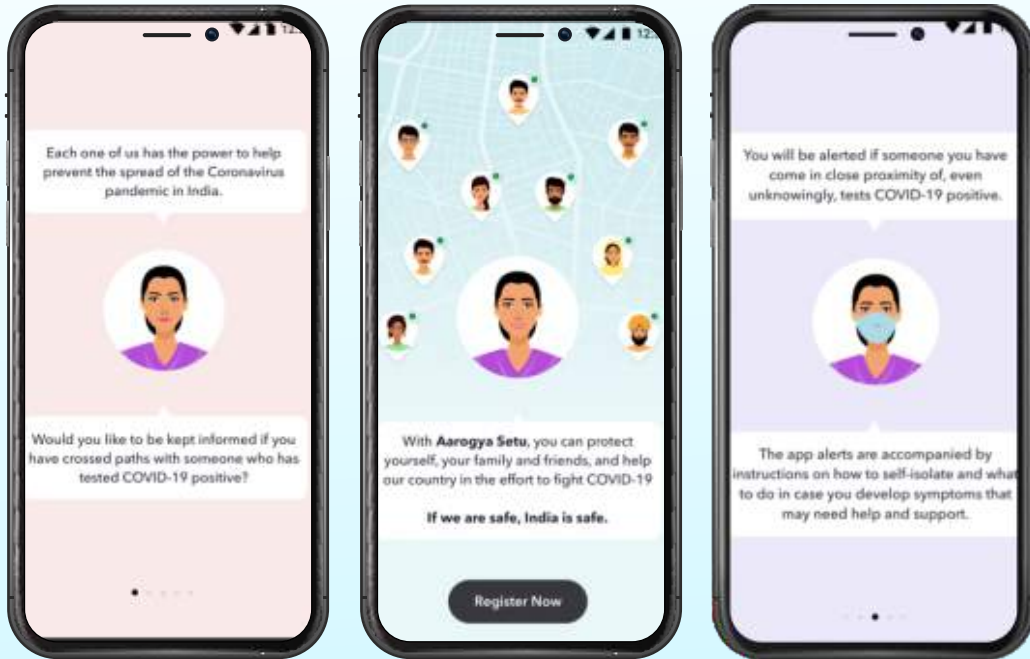 Each one of us has the power to help
prevent the spread of the Coronavirus
pandemic in India.
Would you like to be kept informed if you
have crossed paths with someone who has
tested COVID-19 positive?
With Aarogya Setu, you can protect
yourself, your family and friends, and help
our country in the effort to fight COVID-19
If we are safe, India is safe.
Register Now
You will be alerted if someone you have
come in close proximity of, even
unknowingly, tests COVID-19 positive.
The app alerts are accompanied by
instructions on how to self-isolate and what
to do in case you develop symptoms that
may need help and support.